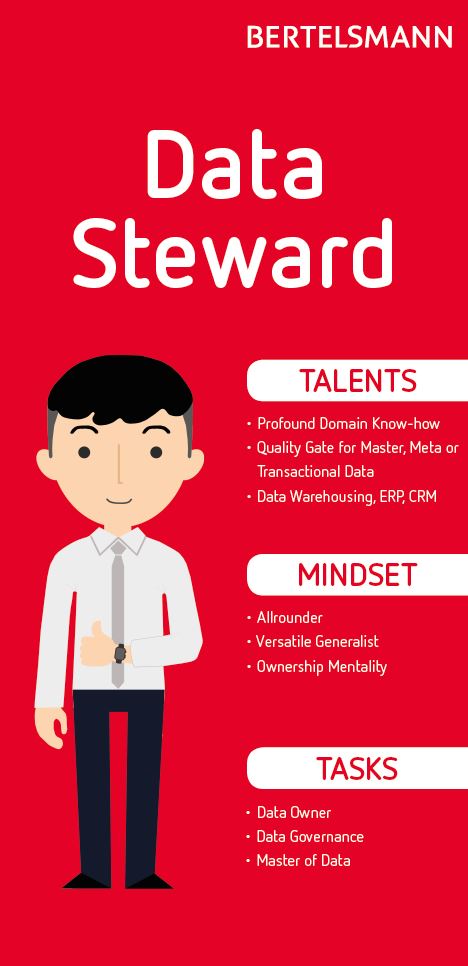 BERTELSMANN
Data
Steward
TALENTS
• Profound Domain Know-how
• Quality Gate for Master, Meta or
Transactional Data
• Data Warehousing, ERP, CRM
MINDSET
• Allrounder
• Versatile Generalist
• Ownership Mentality
TASKS
• Data Owner
• Data Governance
• Master of Data